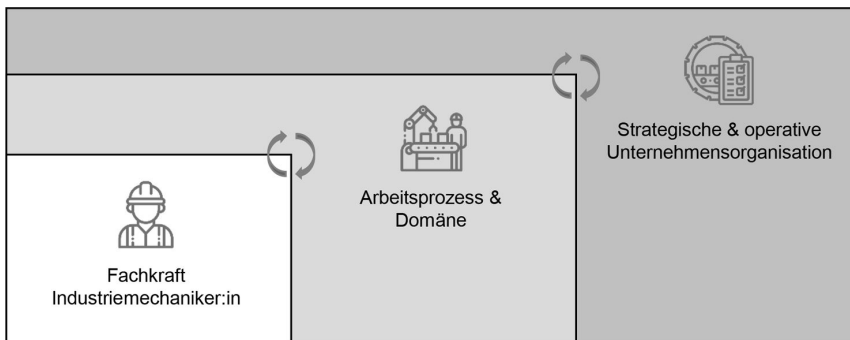 Strategische & operative
Unternehmensorganisation
Arbeitsprozess &
Domäne
Fachkraft
Industriemechaniker:in